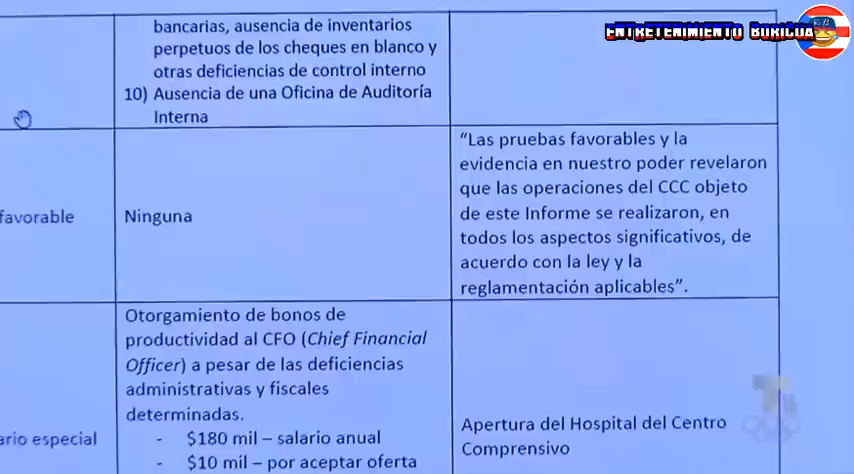 ENTRETENIMIENTO BORICUA
bancarias, ausencia de inventarios
perpetuos de los cheques en blanco y
otras deficiencias de control interno
10) Ausencia de una Oficina de Auditoría
Interna
favorable
Ninguna
“Las pruebas favorables y la
evidencia en nuestro poder revelaron
que las operaciones del CCC objeto
de este Informe se realizaron, en
todos los aspectos significativos, de
acuerdo con la ley y la
reglamentación aplicables”.
ario especial
Otorgamiento de bonos de
productividad al CFO (Chief Financial
Officer) a pesar de las deficiencias
administrativas y fiscales
determinadas.
- $180 mil – salario anual
- $10 mil – por aceptar oferta
Apertura del Hospital del Centro
Comprensivo